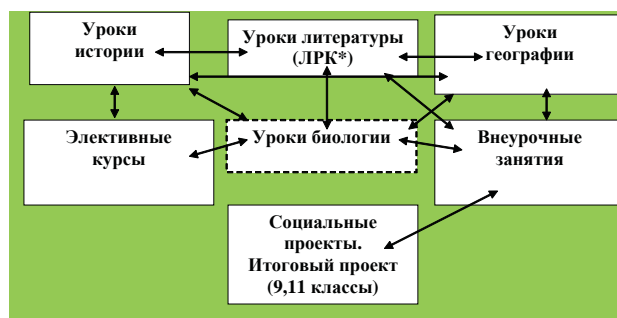 Уроки
истории
Уроки литературы
(ЛРК*)
Уроки
географии
Элективные
курсы
Уроки биологии
Внеурочные
занятия
Социальные
проекты.
Итоговый проект
(9,11 классы)